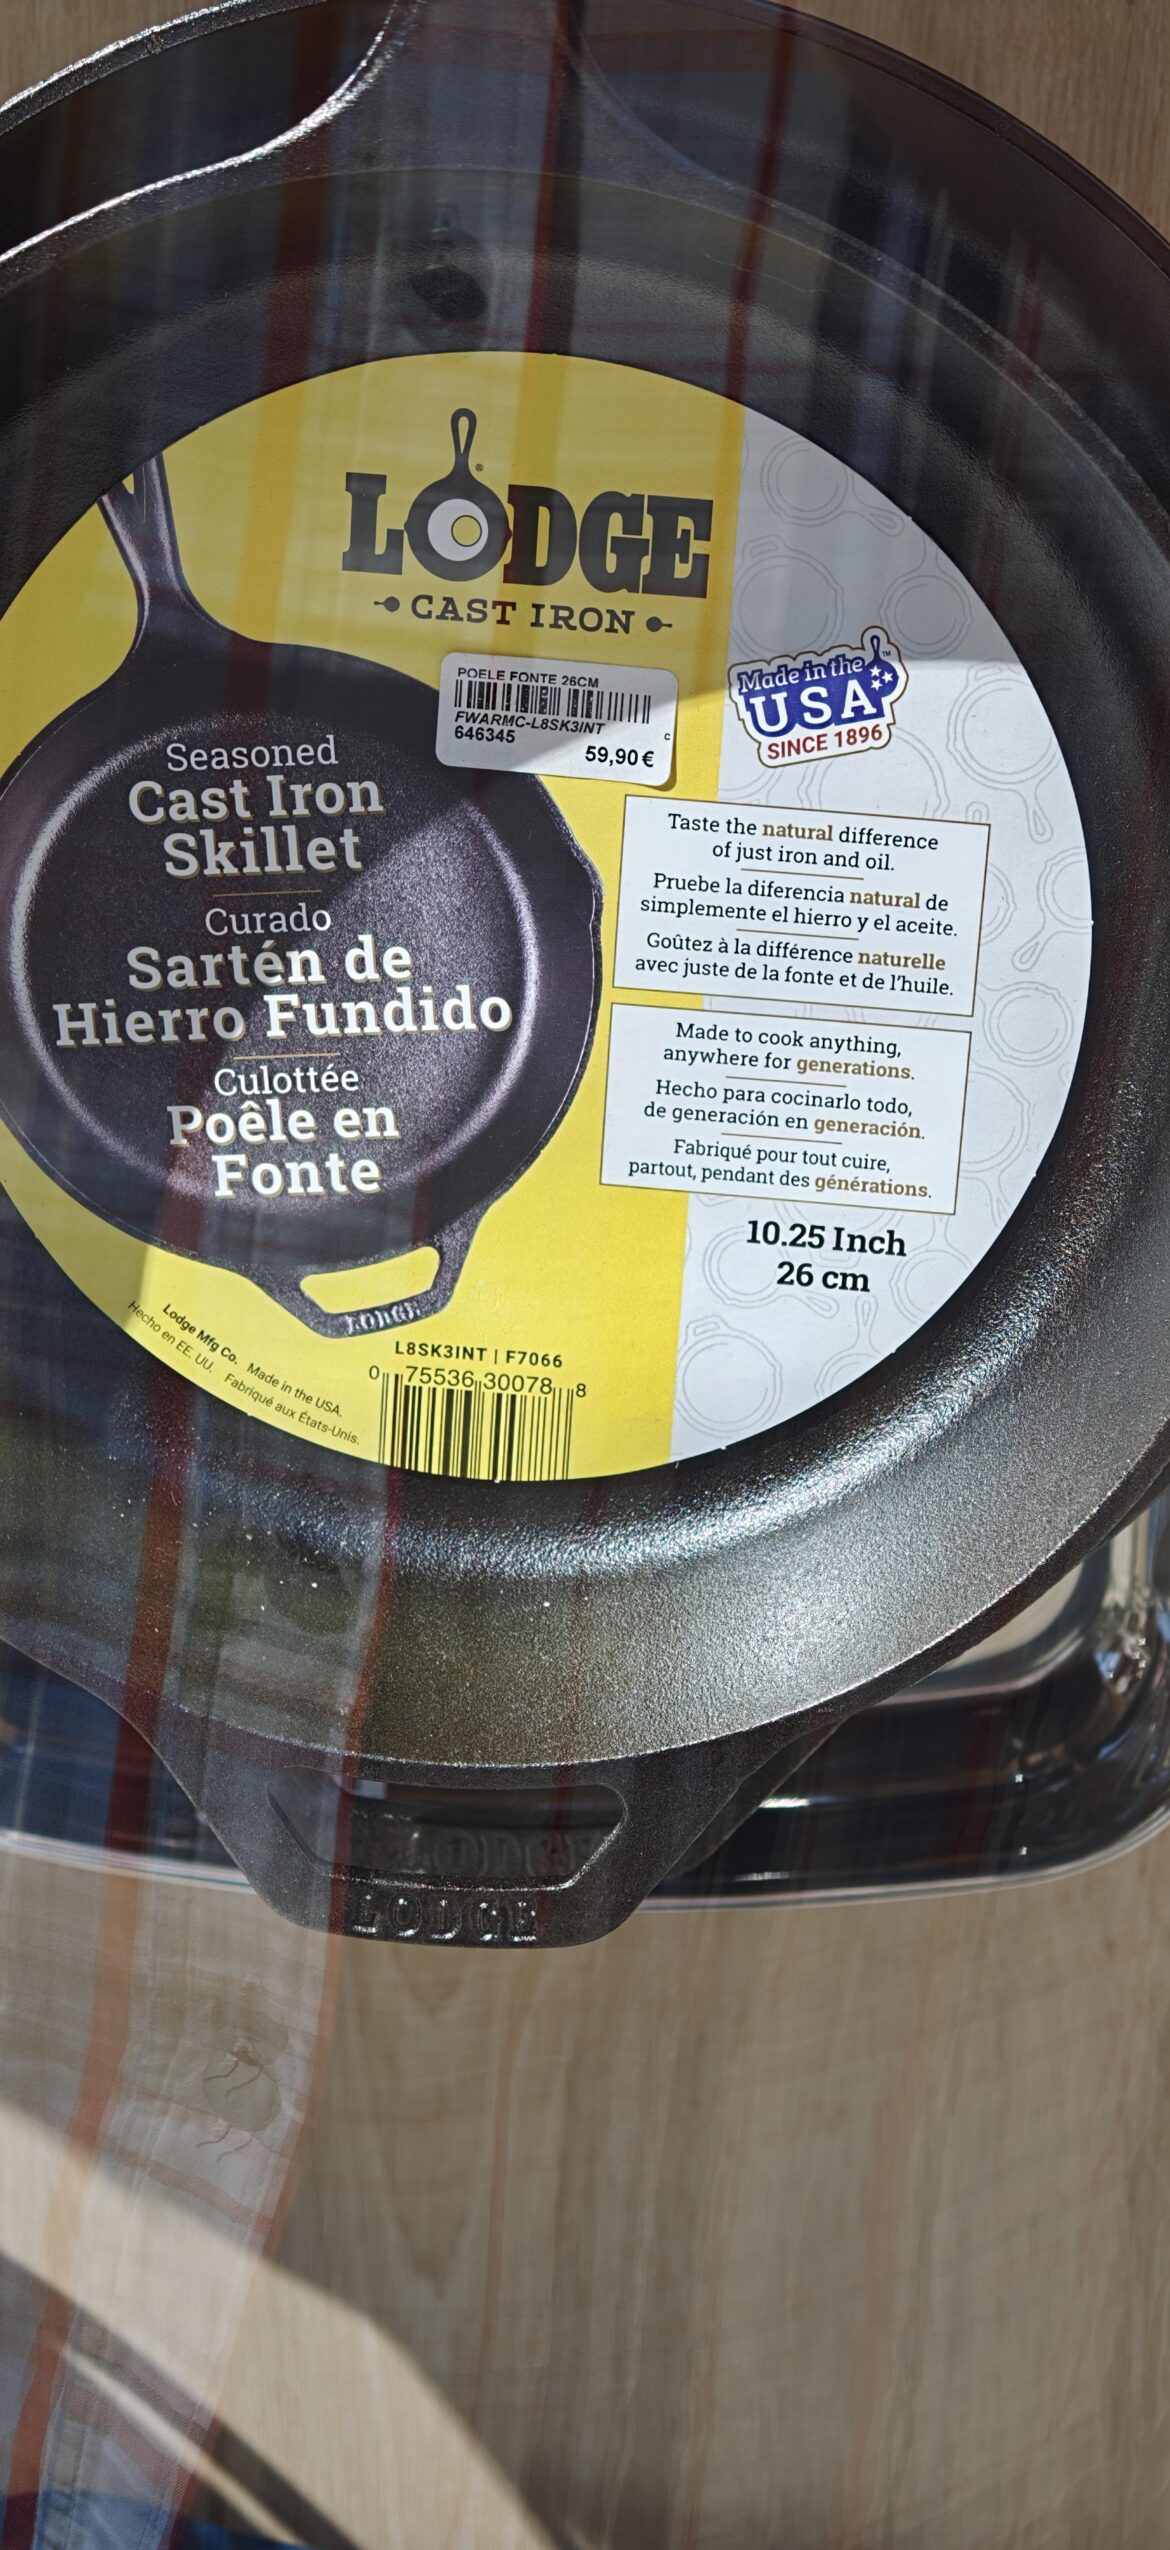 LODGE
®
CAST IRON
POELE FONTE 26CM
FWARMC-L8SK3INT
646345
C
59,90 €
Made in the
USA
TM
SINCE 1896
Seasoned
Cast Iron
Skillet
Curado
Sartén de
Hierro Fundido
Culottée
Poêle en
Fonte
Taste the natural difference
of just iron and oil.
Pruebe la diferencia natural de
simplemente el hierro y el aceite.
Goûtez à la différence naturelle
avec juste de la fonte et de l'huile.
Made to cook anything,
anywhere for generations.
Hecho para cocinarlo todo,
de generación en generación.
Fabriqué pour tout cuire,
partout, pendant des générations.
10.25 Inch
26 cm
LODGE
Lodge Mfg Co. Made in the USA.
Hecho en EE. UU. Fabriqué aux États-Unis.
L8SK3INT | F7066
0 75536 30078 8
LODGE
LODGE